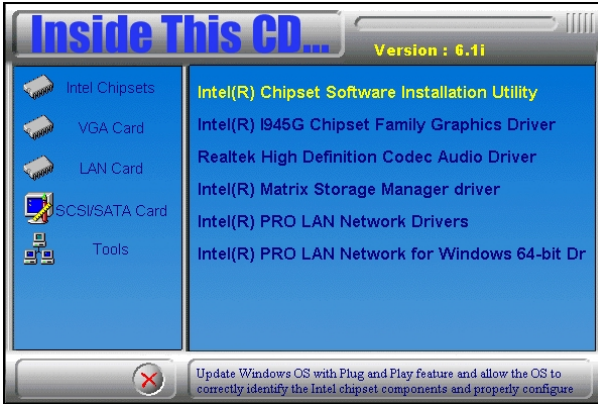 Inside This CD...
Version : 6.1i
Intel Chipsets
VGA Card
LAN Card
SCSI/SATA Card
Tools
Intel(R) Chipset Software Installation Utility
Intel(R) I945G Chipset Family Graphics Driver
Realtek High Definition Codec Audio Driver
Intel(R) Matrix Storage Manager driver
Intel(R) PRO LAN Network Drivers
Intel(R) PRO LAN Network for Windows 64-bit Dr
Update Windows OS with Plug and Play feature and allow the OS to
correctly identify the Intel chipset components and properly configure